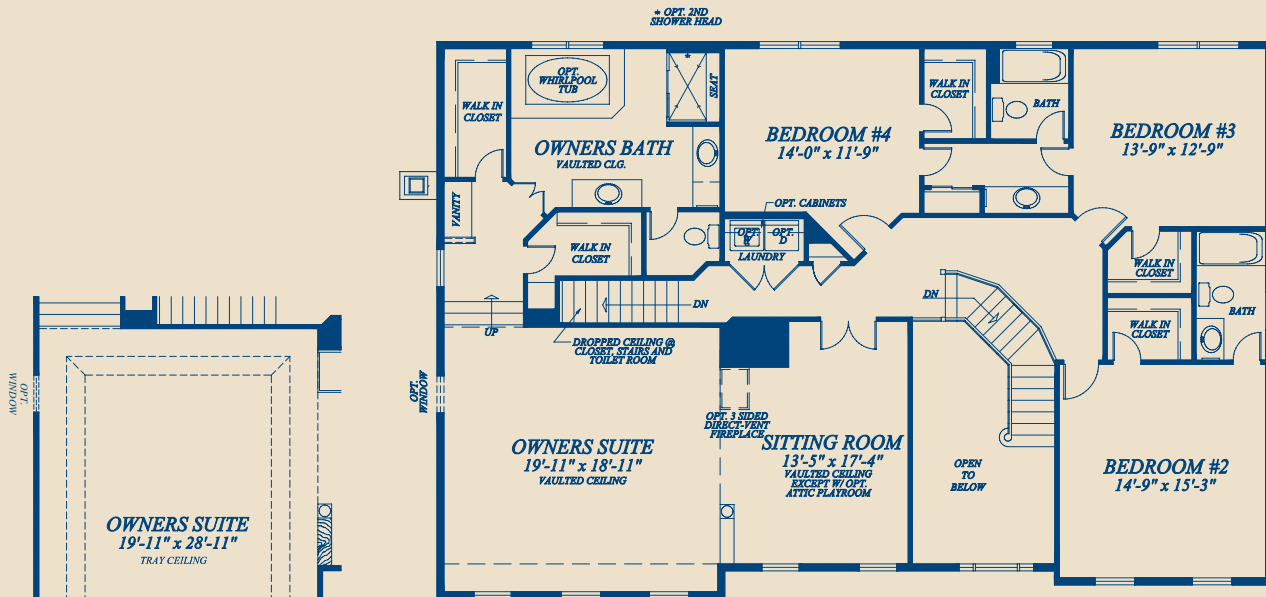 * OPT. 2ND
SHOWER HEAD
WALK IN
CLOSET
OPT.
WHIRLPOOL
TUB
*
SEAT
OWNERS BATH
VAULTED CLG.
BEDROOM #4
14'-0" x 11'-9"
WALK IN
CLOSET
BATH
BEDROOM #3
13'-9" x 12'-9"
VANITY
OPT. CABINETS
OPT.
W
OPT.
D
LAUNDRY
WALK IN
CLOSET
WALK IN
CLOSET
DN
DN
UP
BATH
WALK IN
CLOSET
DROPPED CEILING @
CLOSET, STAIRS AND
TOILET ROOM
OPT.
WINDOW
OPT.
WINDOW
OPT. 3 SIDED
DIRECT-VENT
FIREPLACE
OWNERS SUITE
19'-11" x 18'-11"
VAULTED CEILING
SITTING ROOM
13'-5" x 17'-4"
VAULTED CEILING
EXCEPT W/ OPT.
ATTIC PLAYROOM
OPEN
TO
BELOW
BEDROOM #2
14'-9" x 15'-3"
OWNERS SUITE
19'-11" x 28'-11"
TRAY CEILING